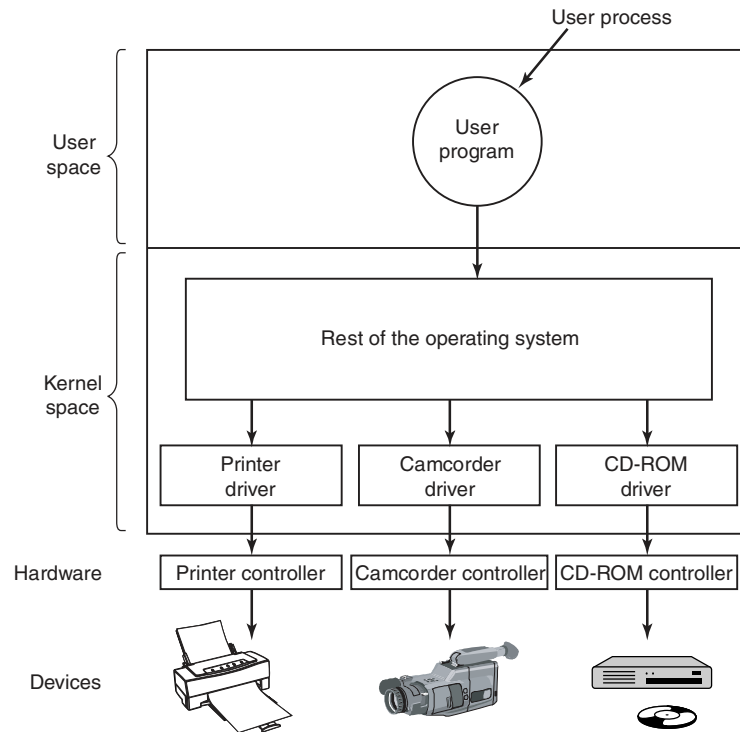 User process
User
space
User
program
Rest of the operating system
Kernel
space
Printer
driver
Camcorder
driver
CD-ROM
driver
Hardware
Printer controller
Camcorder controller
CD-ROM controller
Devices